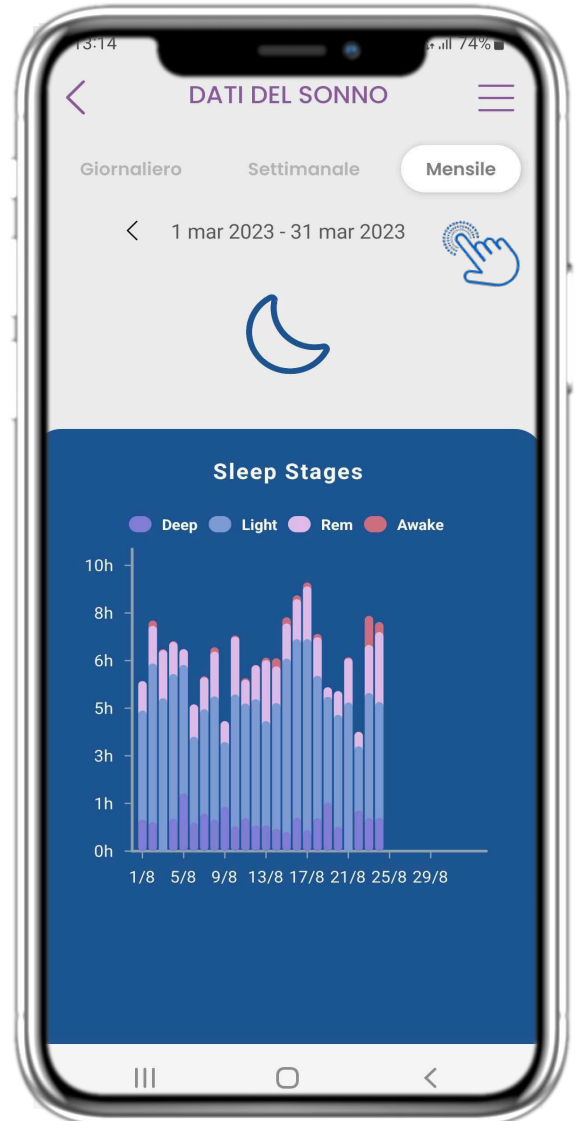 13:14 74%
DATI DEL SONNO
Giornaliero Settimanale Mensile
1 mar 2023 - 31 mar 2023
Sleep Stages
Deep Light Rem Awake
10h
8h
6h
5h
3h
1h
0h
1/8 5/8 9/8 13/8 17/8 21/8 25/8 29/8